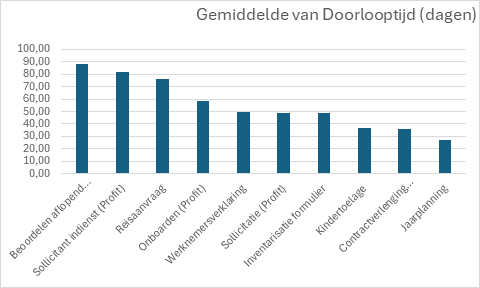 Gemiddelde van Doorlooptijd (dagen)
100,00
90,00
80,00
70,00
60,00
50,00
40,00
30,00
20,00
10,00
0,00
Beoordelen aflopend...
Sollicitant indienst (Profit)
Reisaanvraag
Onboarden (Profit)
Werknemersverklaring
Sollicitatie (Profit)
Inventarisatie formulier
Kindertoelage
Contractverlenging...
Jaarplanning